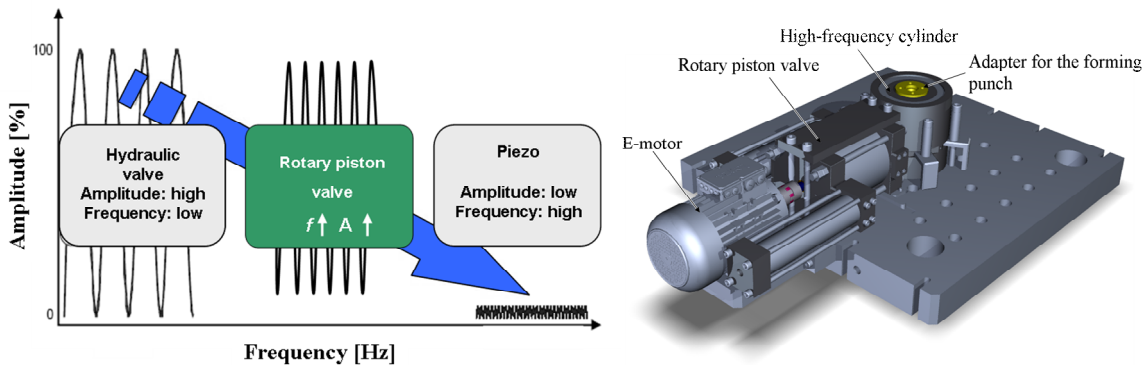 100
0
Amplitude [%]
Hydraulic
valve
Amplitude: high
Frequency: low
Rotary piston
valve
f↑ A ↑
Piezo
Amplitude: low
Frequency: high
Frequency [Hz]
High-frequency cylinder
Rotary piston valve
Adapter for the forming
punch
E-motor